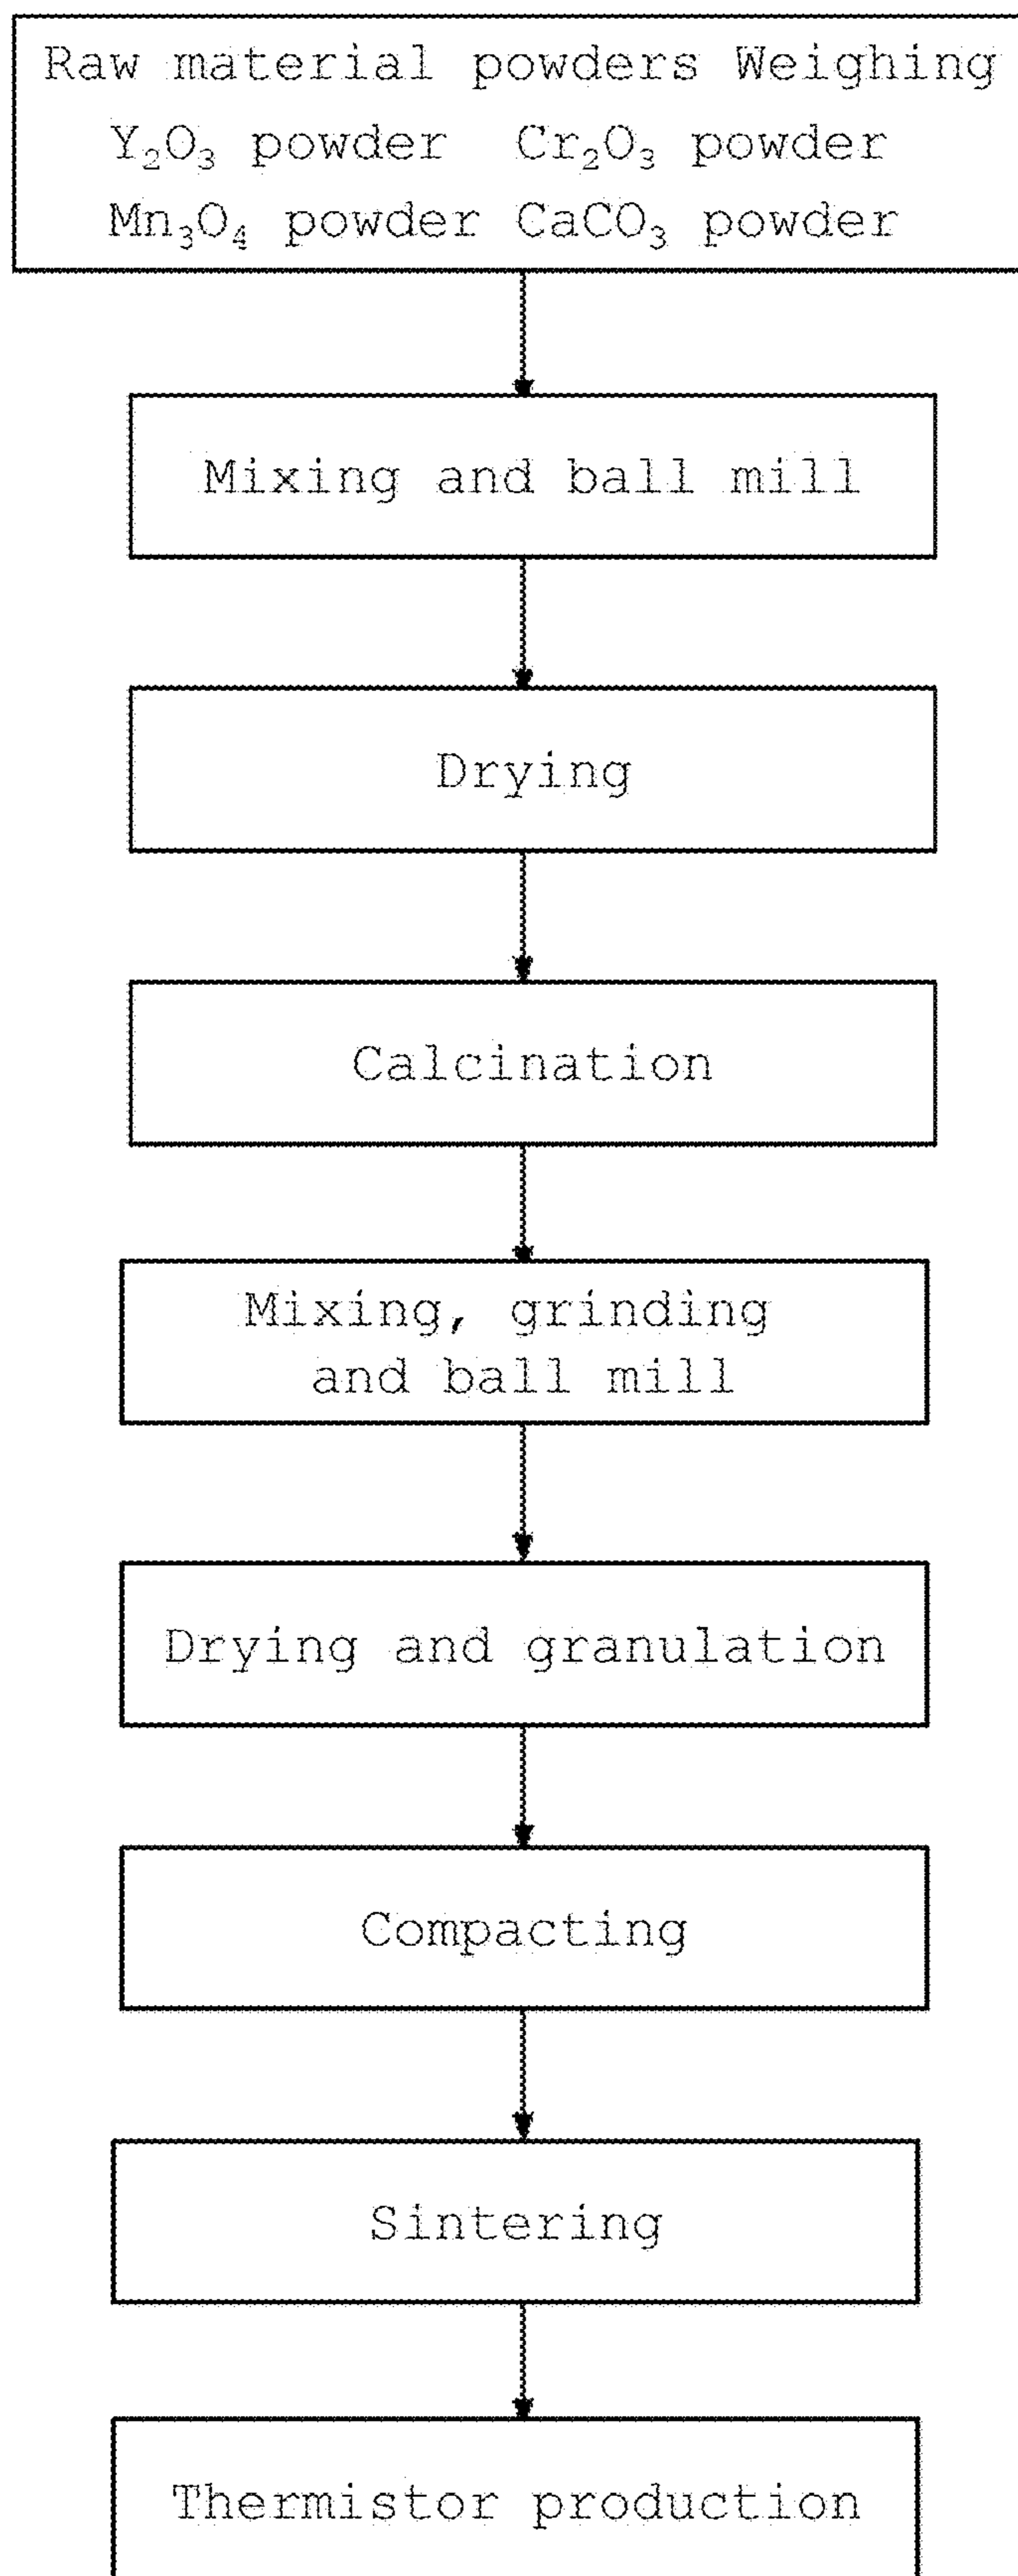 Raw material powders Weighing
Y₂O₃ powder Cr₂O₃ powder
Mn₃O₄ powder CaCO₃ powder
Mixing and ball mill
Drying
Calcination
Mixing, grinding
and ball mill
Drying and granulation
Compacting
Sintering
Thermistor production